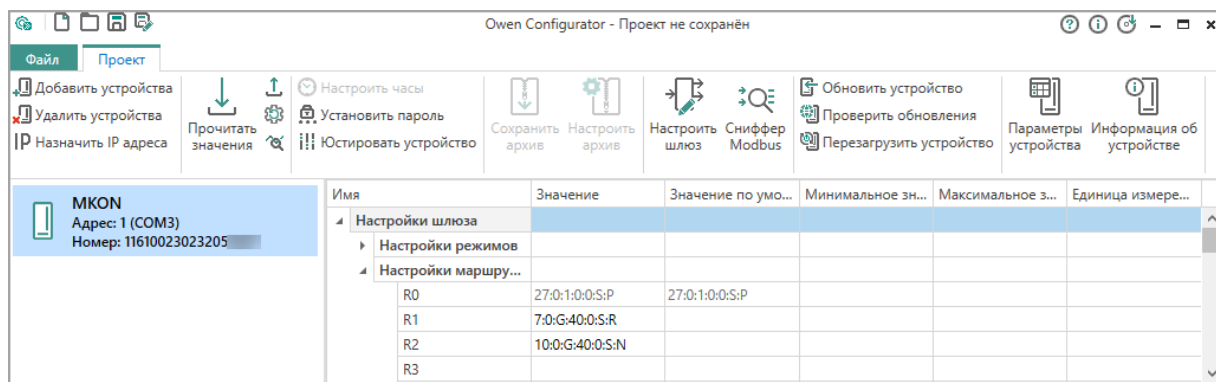 Owen Configurator - Проект не сохранён
Файл Проект
Добавить устройства
Удалить устройства
IP Назначить IP адреса
Прочитать значения
Настроить часы
Установить пароль
Юстировать устройство
Сохранить архив
Настроить архив
Настроить шлюз
Сниффер Modbus
Обновить устройство
Проверить обновления
Перезагрузить устройство
Параметры устройства
Информация об устройстве
MKON
Адрес: 1 (COM3)
Номер: 11610023023205
Имя Значение Значение по умо... Минимальное зн... Максимальное з... Единица измере...
Настройки шлюза
Настройки режимов
Настройки маршру...
R0 27:0:1:0:0:S:P 27:0:1:0:0:S:P
R1 7:0:G:40:0:S:R
R2 10:0:G:40:0:S:N
R3